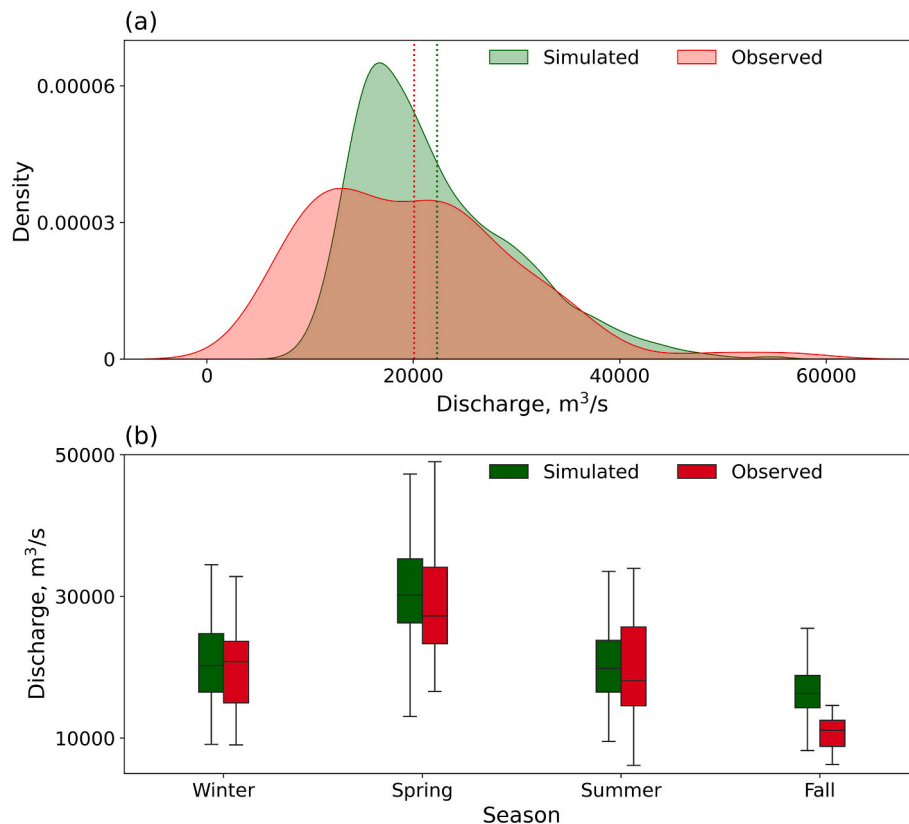 (a)
Simulated
Observed
0.00006
0.00003
0
Density
0
20000
40000
60000
Discharge, m³/s
(b)
Simulated
Observed
50000
30000
10000
Discharge, m³/s
Winter
Spring
Summer
Fall
Season